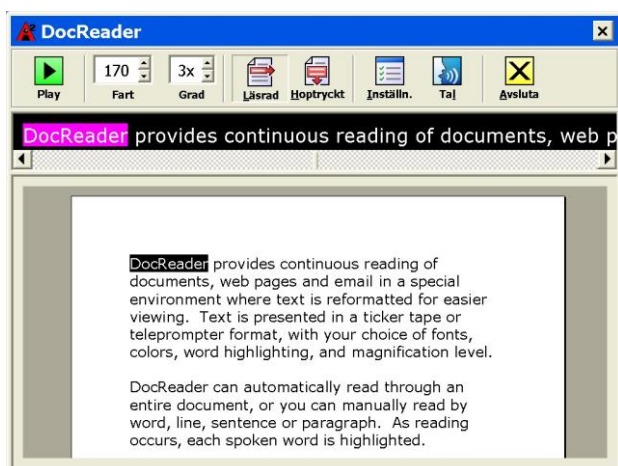 DocReader
170 3x
Play Fart Grad Läsrad Hoptryckt Inställn. Tal Avsluta
DocReader provides continuous reading of documents, web p
DocReader provides continuous reading of
documents, web pages and email in a special
environment where text is reformatted for easier
viewing. Text is presented in a ticker tape or
teleprompter format, with your choice of fonts,
colors, word highlighting, and magnification level.
DocReader can automatically read through an
entire document, or you can manually read by
word, line, sentence or paragraph. As reading
occurs, each spoken word is highlighted.